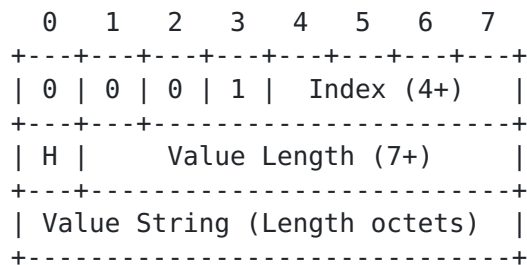 0   1   2   3   4   5   6   7
+---+---+---+---+---+---+---+---+
| 0 | 0 | 0 | 1 |  Index (4+)   |
+---+---+-----------------------+
| H |     Value Length (7+)     |
+---+---------------------------+
| Value String (Length octets)  |
+-------------------------------+